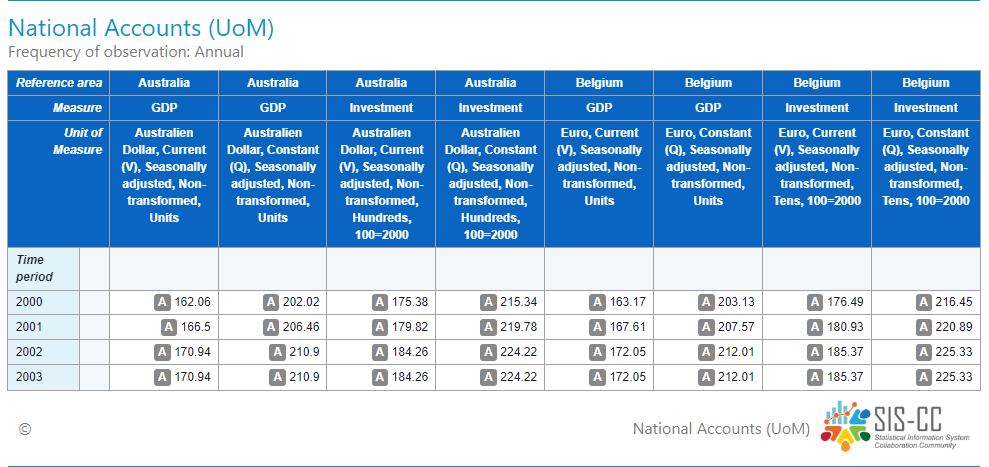 National Accounts (UoM)
Frequency of observation: Annual
Reference area Australia Australia Australia Australia Belgium Belgium Belgium Belgium
Measure GDP GDP Investment Investment GDP GDP Investment Investment
Unit of Australien Australien Australien Australien Euro, Current Euro, Constant Euro, Current Euro, Constant
Measure Dollar, Current Dollar, Constant Dollar, Current Dollar, Constant (V), Seasonally (Q), Seasonally (V), Seasonally (Q), Seasonally
(V), Seasonally (Q), Seasonally (V), Seasonally (Q), Seasonally adjusted, Non- adjusted, Non- adjusted, Non- adjusted, Non-
adjusted, Non- adjusted, Non- adjusted, Non- adjusted, Non- transformed, transformed, transformed, transformed,
transformed, transformed, transformed, transformed, Units Units Tens, 100=2000 Tens, 100=2000
Units Units Hundreds, Hundreds,
100=2000 100=2000
Time
period
2000 A 162.06 A 202.02 A 175.38 A 215.34 A 163.17 A 203.13 A 176.49 A 216.45
2001 A 166.5 A 206.46 A 179.82 A 219.78 A 167.61 A 207.57 A 180.93 A 220.89
2002 A 170.94 A 210.9 A 184.26 A 224.22 A 172.05 A 212.01 A 185.37 A 225.33
2003 A 170.94 A 210.9 A 184.26 A 224.22 A 172.05 A 212.01 A 185.37 A 225.33
© National Accounts (UoM) SIS-CC
Statistical Information System
Collaboration Community